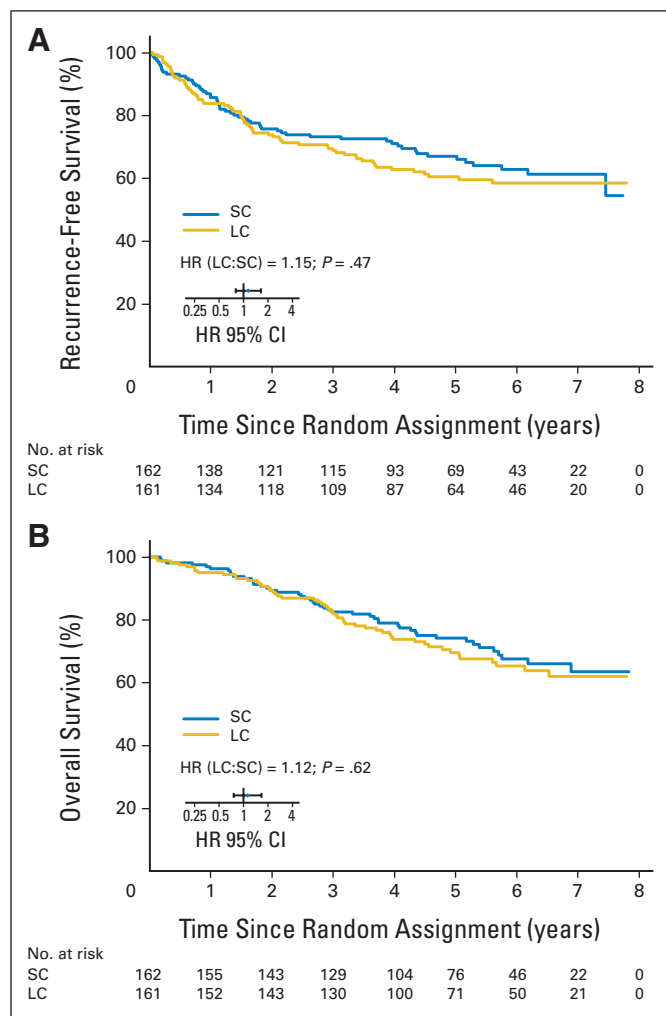 A
Recurrence-Free Survival (%)
100
80
60
40
20
0
SC
LC
HR (LC:SC) = 1.15; P = .47
0.25 0.5 1 2 4
HR 95% CI
1 2 3 4 5 6 7 8
Time Since Random Assignment (years)
No. at risk
SC 162 138 121 115 93 69 43 22 0
LC 161 134 118 109 87 64 46 20 0
B
Overall Survival (%)
100
80
60
40
20
0
SC
LC
HR (LC:SC) = 1.12; P = .62
0.25 0.5 1 2 4
HR 95% CI
1 2 3 4 5 6 7 8
Time Since Random Assignment (years)
No. at risk
SC 162 155 143 129 104 76 46 22 0
LC 161 152 143 130 100 71 50 21 0